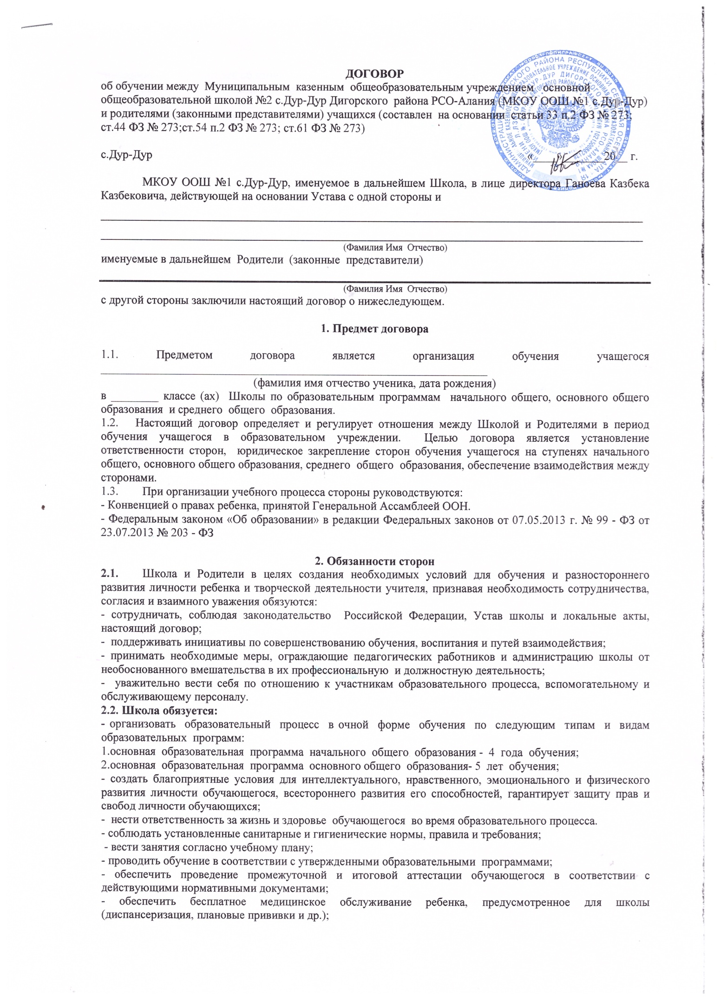 ДОГОВОР
об обучении между Муниципальным казенным общеобразовательным учреждением основной
общеобразовательной школой №2 с.Дур-Дур Дигорского района РСО-Алания (МКОУ ООШ №1 с.Дур-Дур)
и родителями (законными представителями) учащихся (составлен на основании статьи 33 п.2 ФЗ № 273;
ст.44 ФЗ № 273;ст.54 п.2 ФЗ № 273; ст.61 ФЗ № 273)
с.Дур-Дур «____»____________20__ г.
МКОУ ООШ №1 с.Дур-Дур, именуемое в дальнейшем Школа, в лице директора Ганоева Казбека
Казбековича, действующей на основании Устава с одной стороны и
(Фамилия Имя Отчество)
именуемые в дальнейшем Родители (законные представители)
(Фамилия Имя Отчество)
с другой стороны заключили настоящий договор о нижеследующем.
1. Предмет договора
1.1. Предметом договора является организация обучения учащегося
(фамилия имя отчество ученика, дата рождения)
в ________ классе (ах) Школы по образовательным программам начального общего, основного общего
образования и среднего общего образования.
1.2. Настоящий договор определяет и регулирует отношения между Школой и Родителями в период
обучения учащегося в образовательном учреждении. Целью договора является установление
ответственности сторон, юридическое закрепление сторон обучения учащегося на ступенях начального
общего, основного общего образования, среднего общего образования, обеспечение взаимодействия между
сторонами.
1.3. При организации учебного процесса стороны руководствуются:
- Конвенцией о правах ребенка, принятой Генеральной Ассамблеей ООН.
- Федеральным законом «Об образовании» в редакции Федеральных законов от 07.05.2013 г. № 99 - ФЗ от
23.07.2013 № 203 - ФЗ
2. Обязанности сторон
2.1. Школа и Родители в целях создания необходимых условий для обучения и разностороннего
развития личности ребенка и творческой деятельности учителя, признавая необходимость сотрудничества,
согласия и взаимного уважения обязуются:
- сотрудничать, соблюдая законодательство Российской Федерации, Устав школы и локальные акты,
настоящий договор;
- поддерживать инициативы по совершенствованию обучения, воспитания и путей взаимодействия;
- принимать необходимые меры, ограждающие педагогических работников и администрацию школы от
необоснованного вмешательства в их профессиональную и должностную деятельность;
- уважительно вести себя по отношению к участникам образовательного процесса, вспомогательному и
обслуживающему персоналу.
2.2. Школа обязуется:
- организовать образовательный процесс в очной форме обучения по следующим типам и видам
образовательных программ:
1.основная образовательная программа начального общего образования - 4 года обучения;
2.основная образовательная программа основного общего образования- 5 лет обучения;
- создать благоприятные условия для интеллектуального, нравственного, эмоционального и физического
развития личности обучающегося, всестороннего развития его способностей, гарантирует защиту прав и
свобод личности обучающихся;
- нести ответственность за жизнь и здоровье обучающегося во время образовательного процесса.
- соблюдать установленные санитарные и гигиенические нормы, правила и требования;
- вести занятия согласно учебному плану;
- проводить обучение в соответствии с утвержденными образовательными программами;
- обеспечить проведение промежуточной и итоговой аттестации обучающегося в соответствии с
действующими нормативными документами;
- обеспечить бесплатное медицинское обслуживание ребенка, предусмотренное для школы
(диспансеризация, плановые прививки и др.);